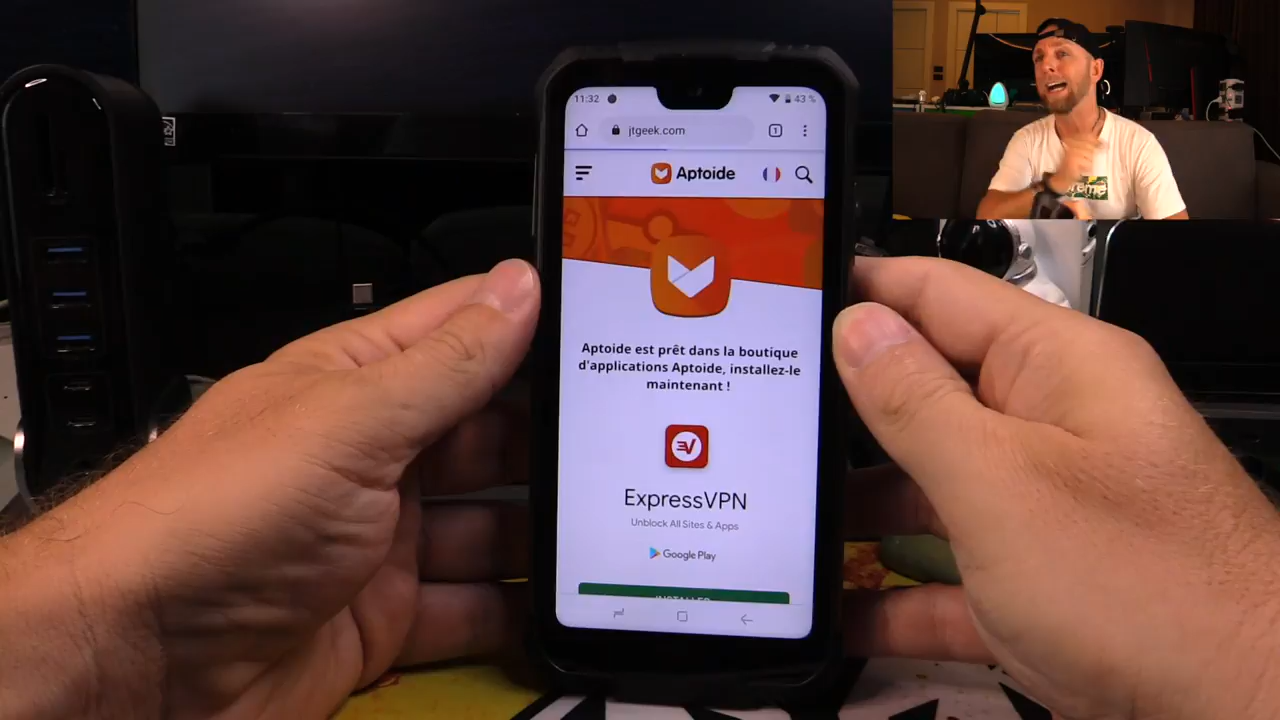 11:32
43 %
jtgeek.com
1
Aptoide
Aptoide est prêt dans la boutique
d'applications Aptoide, installez-le
maintenant !
ExpressVPN
Unblock All Sites & Apps
Google Play